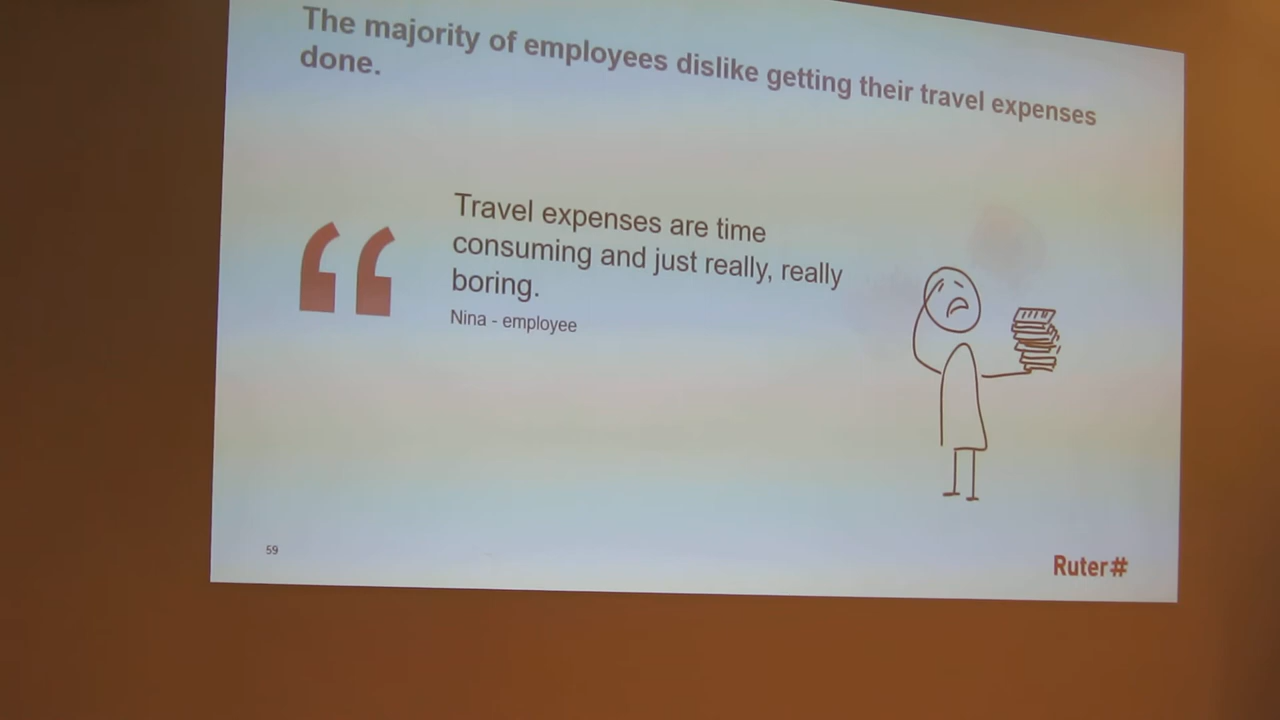 The majority of employees dislike getting their travel expenses
done.
Travel expenses are time
consuming and just really, really
boring.
Nina - employee
59
Ruter#